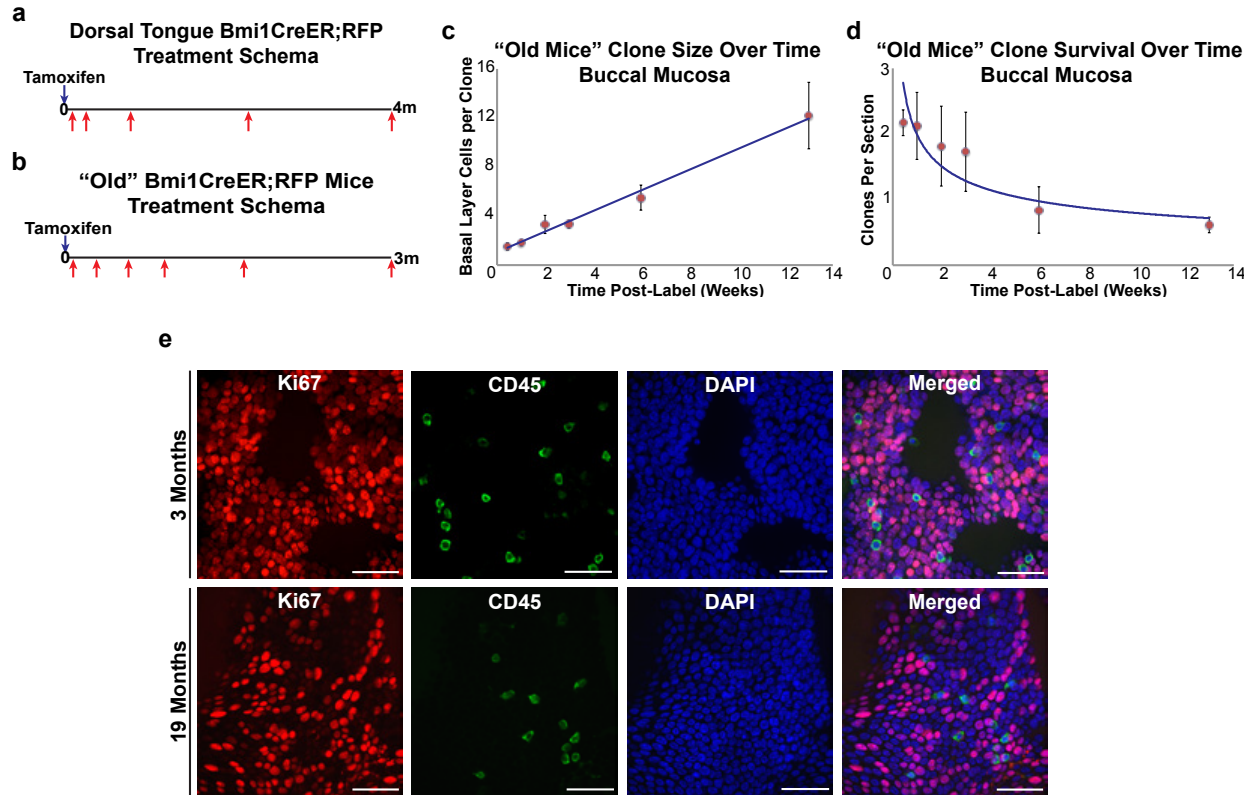 a
Dorsal Tongue Bmi1CreER;RFP
Treatment Schema
Tamoxifen
0
4m
b
“Old” Bmi1CreER;RFP Mice
Treatment Schema
Tamoxifen
0
3m
c
“Old Mice” Clone Size Over Time
Buccal Mucosa
Basal Layer Cells per Clone
16
12
8
4
0
0 2 4 6 8 10 12 14
Time Post-Label (Weeks)
d
“Old Mice” Clone Survival Over Time
Buccal Mucosa
Clones Per Section
3
2
1
0 2 4 6 8 10 12 14
Time Post-Label (Weeks)
e
3 Months
Ki67 CD45 DAPI Merged
19 Months
Ki67 CD45 DAPI Merged